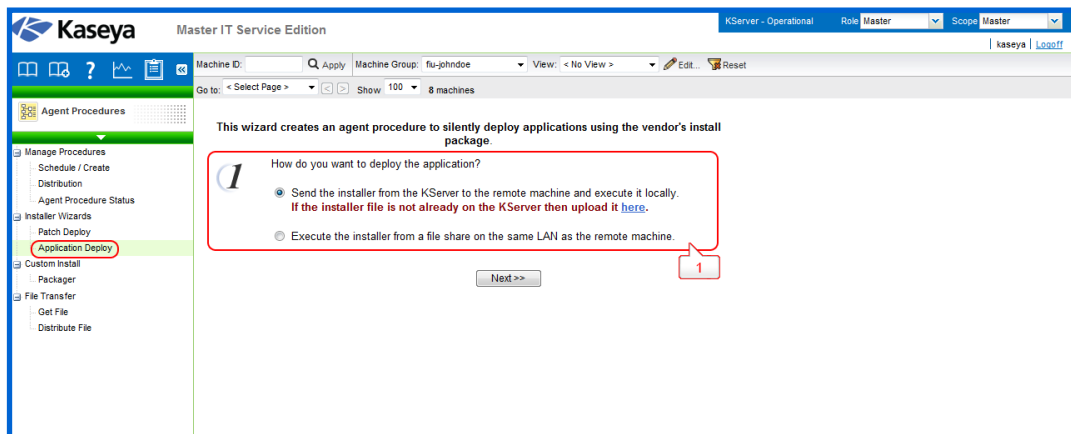 Kaseya
Master IT Service Edition
KServer - Operational Role Master Scope Master
kaseya | Logoff
Machine ID: Apply Machine Group: fiu-johndoe View: < No View > Edit... Reset
Go to: < Select Page > < > Show 100 8 machines
Agent Procedures
Manage Procedures
Schedule / Create
Distribution
Agent Procedure Status
Installer Wizards
Patch Deploy
Application Deploy
Custom Install
Packager
File Transfer
Get File
Distribute File
This wizard creates an agent procedure to silently deploy applications using the vendor's install
package.
1
How do you want to deploy the application?
Send the installer from the KServer to the remote machine and execute it locally.
If the installer file is not already on the KServer then upload it here.
Execute the installer from a file share on the same LAN as the remote machine.
1
Next >>